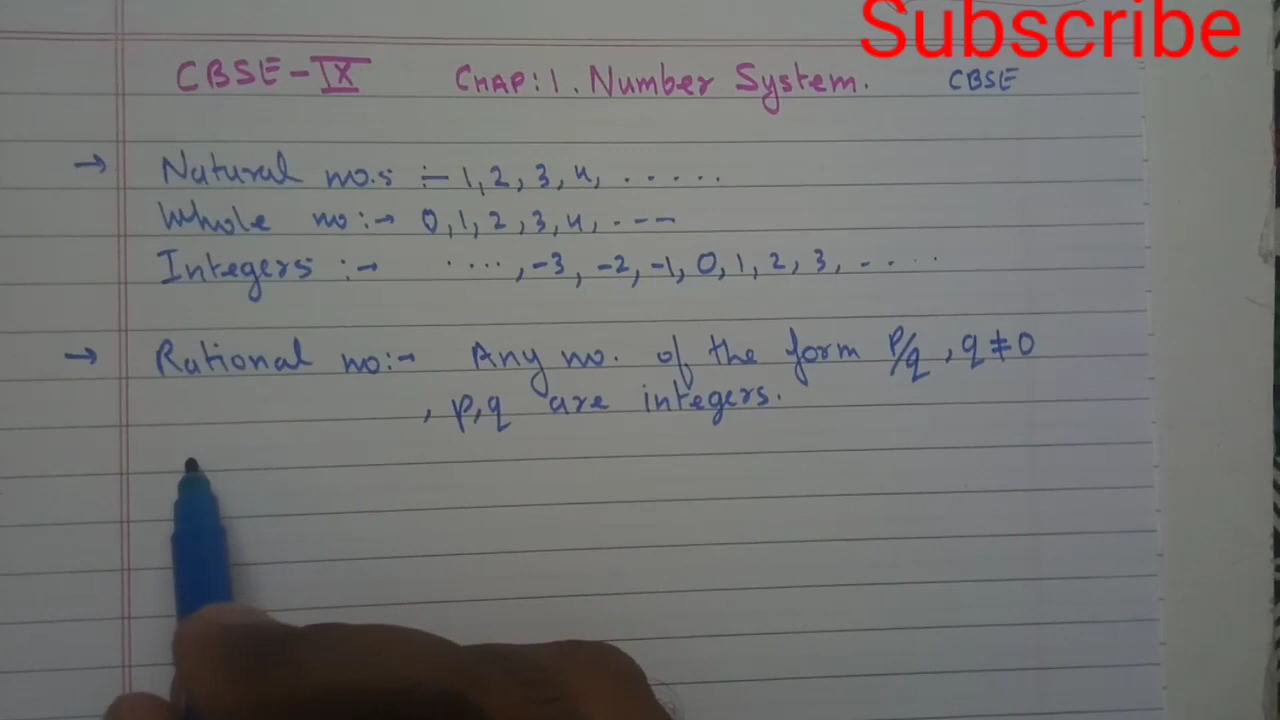 Subscribe
CBSE-IX CHAP:1. Number System. CBSE
→ Natural no.s :- 1, 2, 3, 4, .....
Whole no :→ 0, 1, 2, 3, 4, . ---
Integers :→ ...., -3, -2, -1, 0, 1, 2, 3, .....
→ Rational no:→ Any no. of the form P/q, q ≠ 0
, p,q are integers.